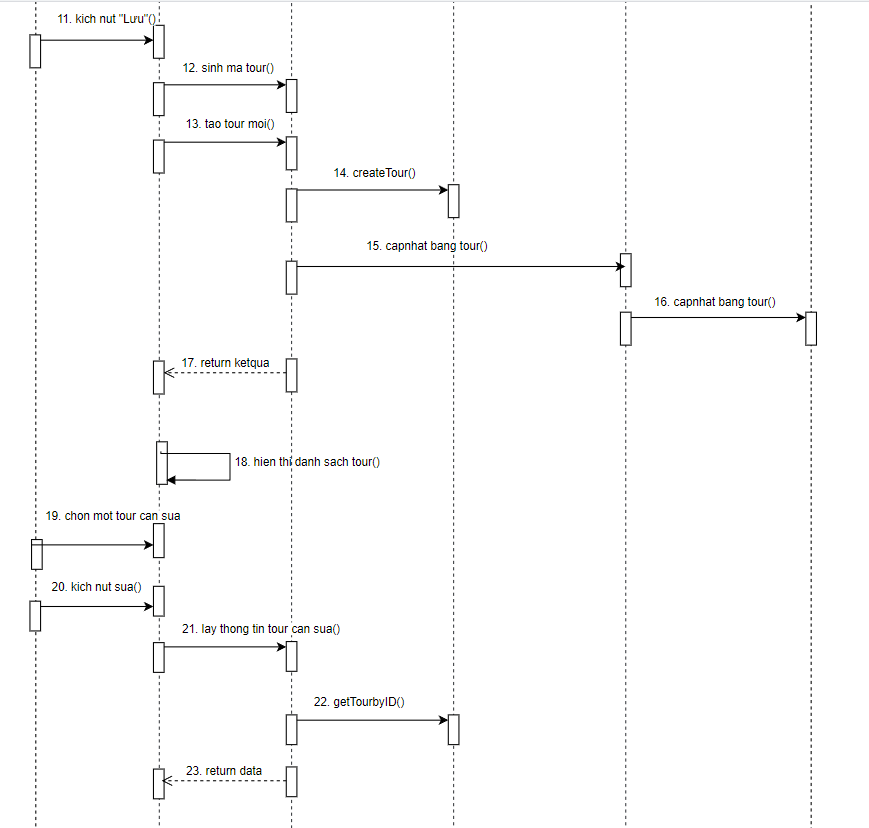 11. kich nut "Lưu"()
12. sinh ma tour()
13. tao tour moi()
14. createTour()
15. capnhat bang tour()
16. capnhat bang tour()
17. return ketqua
18. hien thi danh sach tour()
19. chon mot tour can sua
20. kich nut sua()
21. lay thong tin tour can sua()
22. getTourbyID()
23. return data